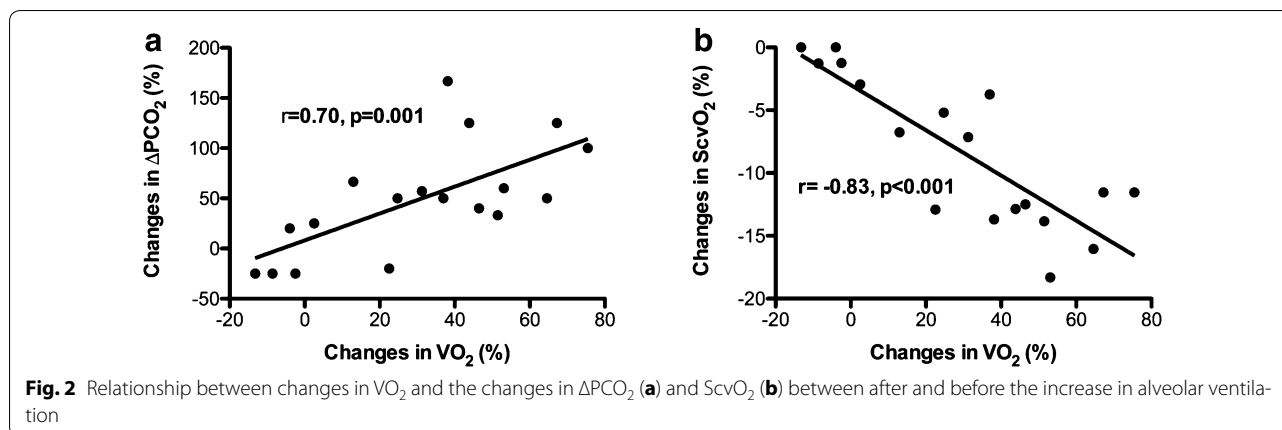 a
200
150
100
50
0
-50
-20
0
20
40
60
80
Changes in ΔPCO₂ (%)
r=0.70, p=0.001
Changes in VO₂ (%)
b
0
-5
-10
-15
-20
-20
0
20
40
60
80
Changes in ScvO₂ (%)
r= -0.83, p<0.001
Changes in VO₂ (%)
Fig. 2 Relationship between changes in VO₂ and the changes in ΔPCO₂ (a) and ScvO₂ (b) between after and before the increase in alveolar ventila-
tion